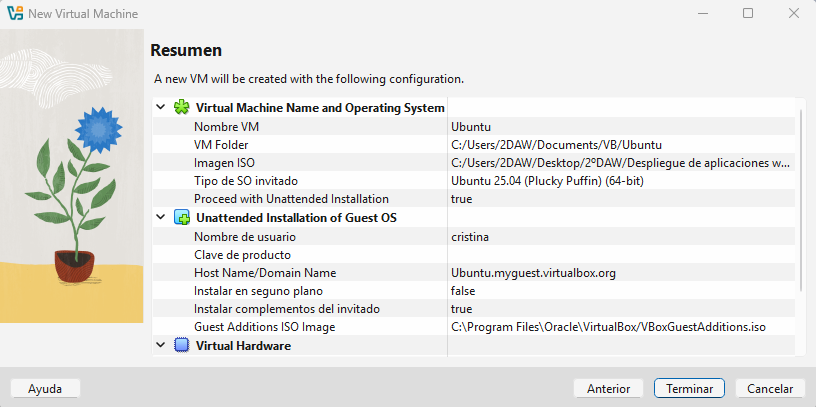 New Virtual Machine
Resumen
A new VM will be created with the following configuration.
Virtual Machine Name and Operating System
Nombre VM Ubuntu
VM Folder C:/Users/2DAW/Documents/VB/Ubuntu
Imagen ISO C:/Users/2DAW/Desktop/2ºDAW/Despliegue de aplicaciones w...
Tipo de SO invitado Ubuntu 25.04 (Plucky Puffin) (64-bit)
Proceed with Unattended Installation true
Unattended Installation of Guest OS
Nombre de usuario cristina
Clave de producto
Host Name/Domain Name Ubuntu.myguest.virtualbox.org
Instalar en seguno plano false
Instalar complementos del invitado true
Guest Additions ISO Image C:\Program Files\Oracle\VirtualBox/VBoxGuestAdditions.iso
Virtual Hardware
Ayuda Anterior Terminar Cancelar